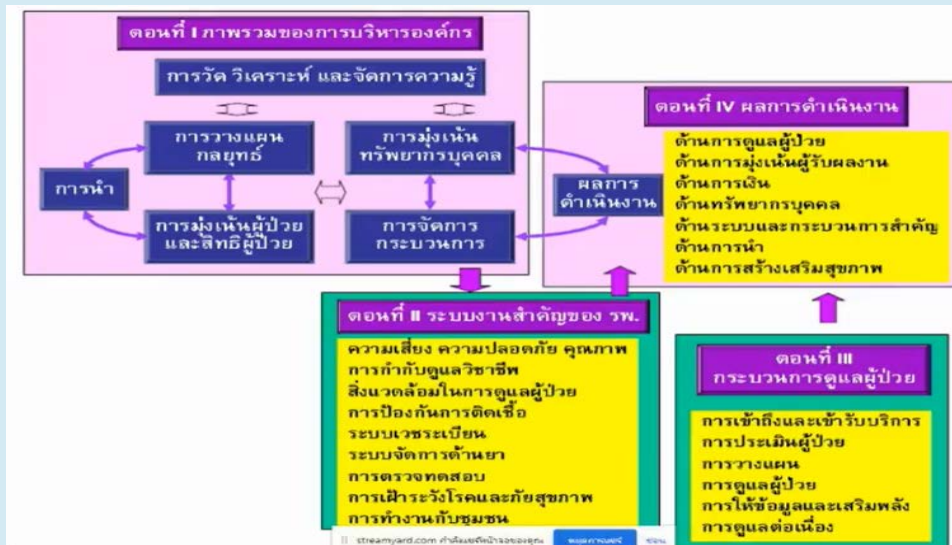 ตอนที่ I ภาพรวมของการบริหารองค์กร
การวัด วิเคราะห์ และจัดการความรู้
การวางแผน
กลยุทธ์
การมุ่งเน้น
ทรัพยากรบุคคล
การนำ
การมุ่งเน้นผู้ป่วย
และสิทธิผู้ป่วย
การจัดการ
กระบวนการ
ผลการ
ดำเนินงาน
ตอนที่ IV ผลการดำเนินงาน
ด้านการดูแลผู้ป่วย
ด้านการมุ่งเน้นผู้รับผลงาน
ด้านการเงิน
ด้านทรัพยากรบุคคล
ด้านระบบและกระบวนการสำคัญ
ด้านการนำ
ด้านการสร้างเสริมสุขภาพ
ตอนที่ II ระบบงานสำคัญของ รพ.
ความเสี่ยง ความปลอดภัย คุณภาพ
การกำกับดูแลวิชาชีพ
สิ่งแวดล้อมในการดูแลผู้ป่วย
การป้องกันการติดเชื้อ
ระบบเวชระเบียน
ระบบจัดการด้านยา
การตรวจทดสอบ
การเฝ้าระวังโรคและภัยสุขภาพ
การทำงานกับชุมชน
ตอนที่ III
กระบวนการดูแลผู้ป่วย
การเข้าถึงและเข้ารับบริการ
การประเมินผู้ป่วย
การวางแผน
การดูแลผู้ป่วย
การให้ข้อมูลและเสริมพลัง
การดูแลต่อเนื่อง
streamyard.com กำลังแชร์หน้าจอของคุณ
ซ่อน